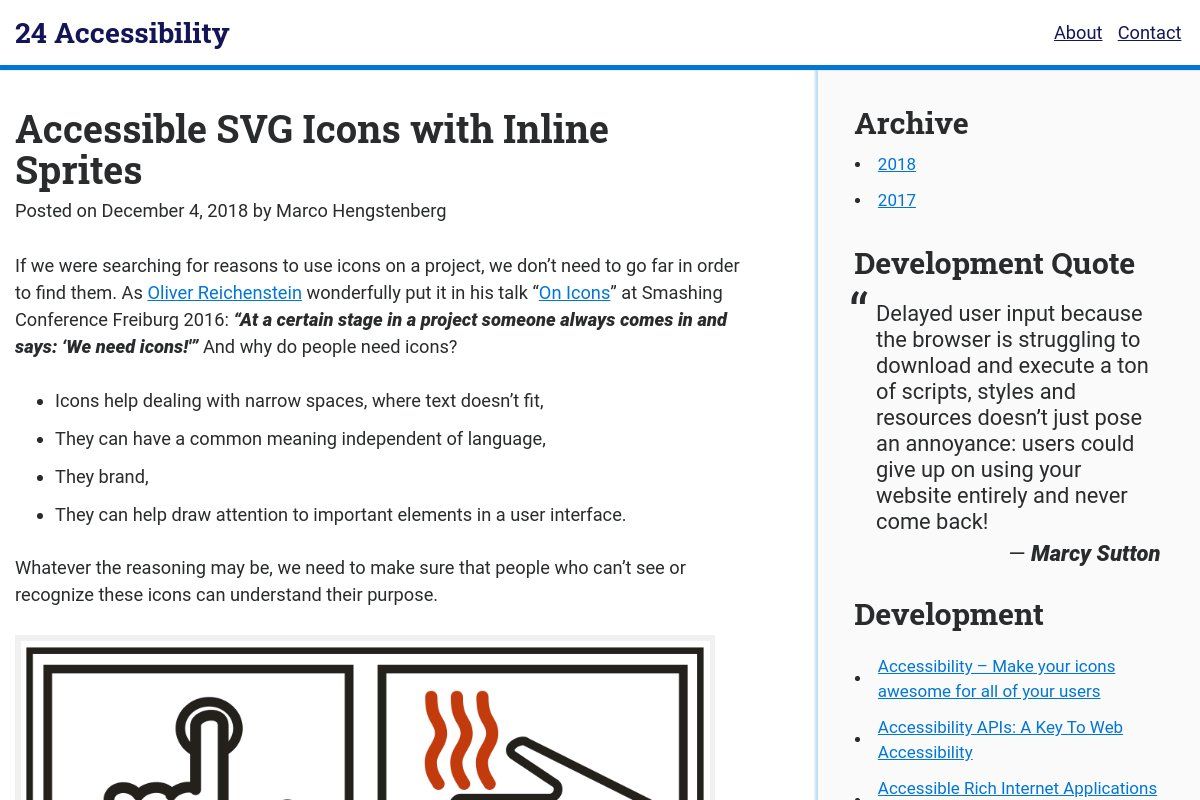 24 Accessibility
About Contact
Accessible SVG Icons with Inline
Sprites
Posted on December 4, 2018 by Marco Hengstenberg
If we were searching for reasons to use icons on a project, we don’t need to go far in order
to find them. As Oliver Reichenstein wonderfully put it in his talk “On Icons” at Smashing
Conference Freiburg 2016: “At a certain stage in a project someone always comes in and
says: ‘We need icons!'” And why do people need icons?
• Icons help dealing with narrow spaces, where text doesn’t fit,
• They can have a common meaning independent of language,
• They brand,
• They can help draw attention to important elements in a user interface.
Whatever the reasoning may be, we need to make sure that people who can’t see or
recognize these icons can understand their purpose.
Archive
• 2018
• 2017
Development Quote
“ Delayed user input because
the browser is struggling to
download and execute a ton
of scripts, styles and
resources doesn’t just pose
an annoyance: users could
give up on using your
website entirely and never
come back!
— Marcy Sutton
Development
• Accessibility – Make your icons
awesome for all of your users
• Accessibility APIs: A Key To Web
Accessibility
• Accessible Rich Internet Applications